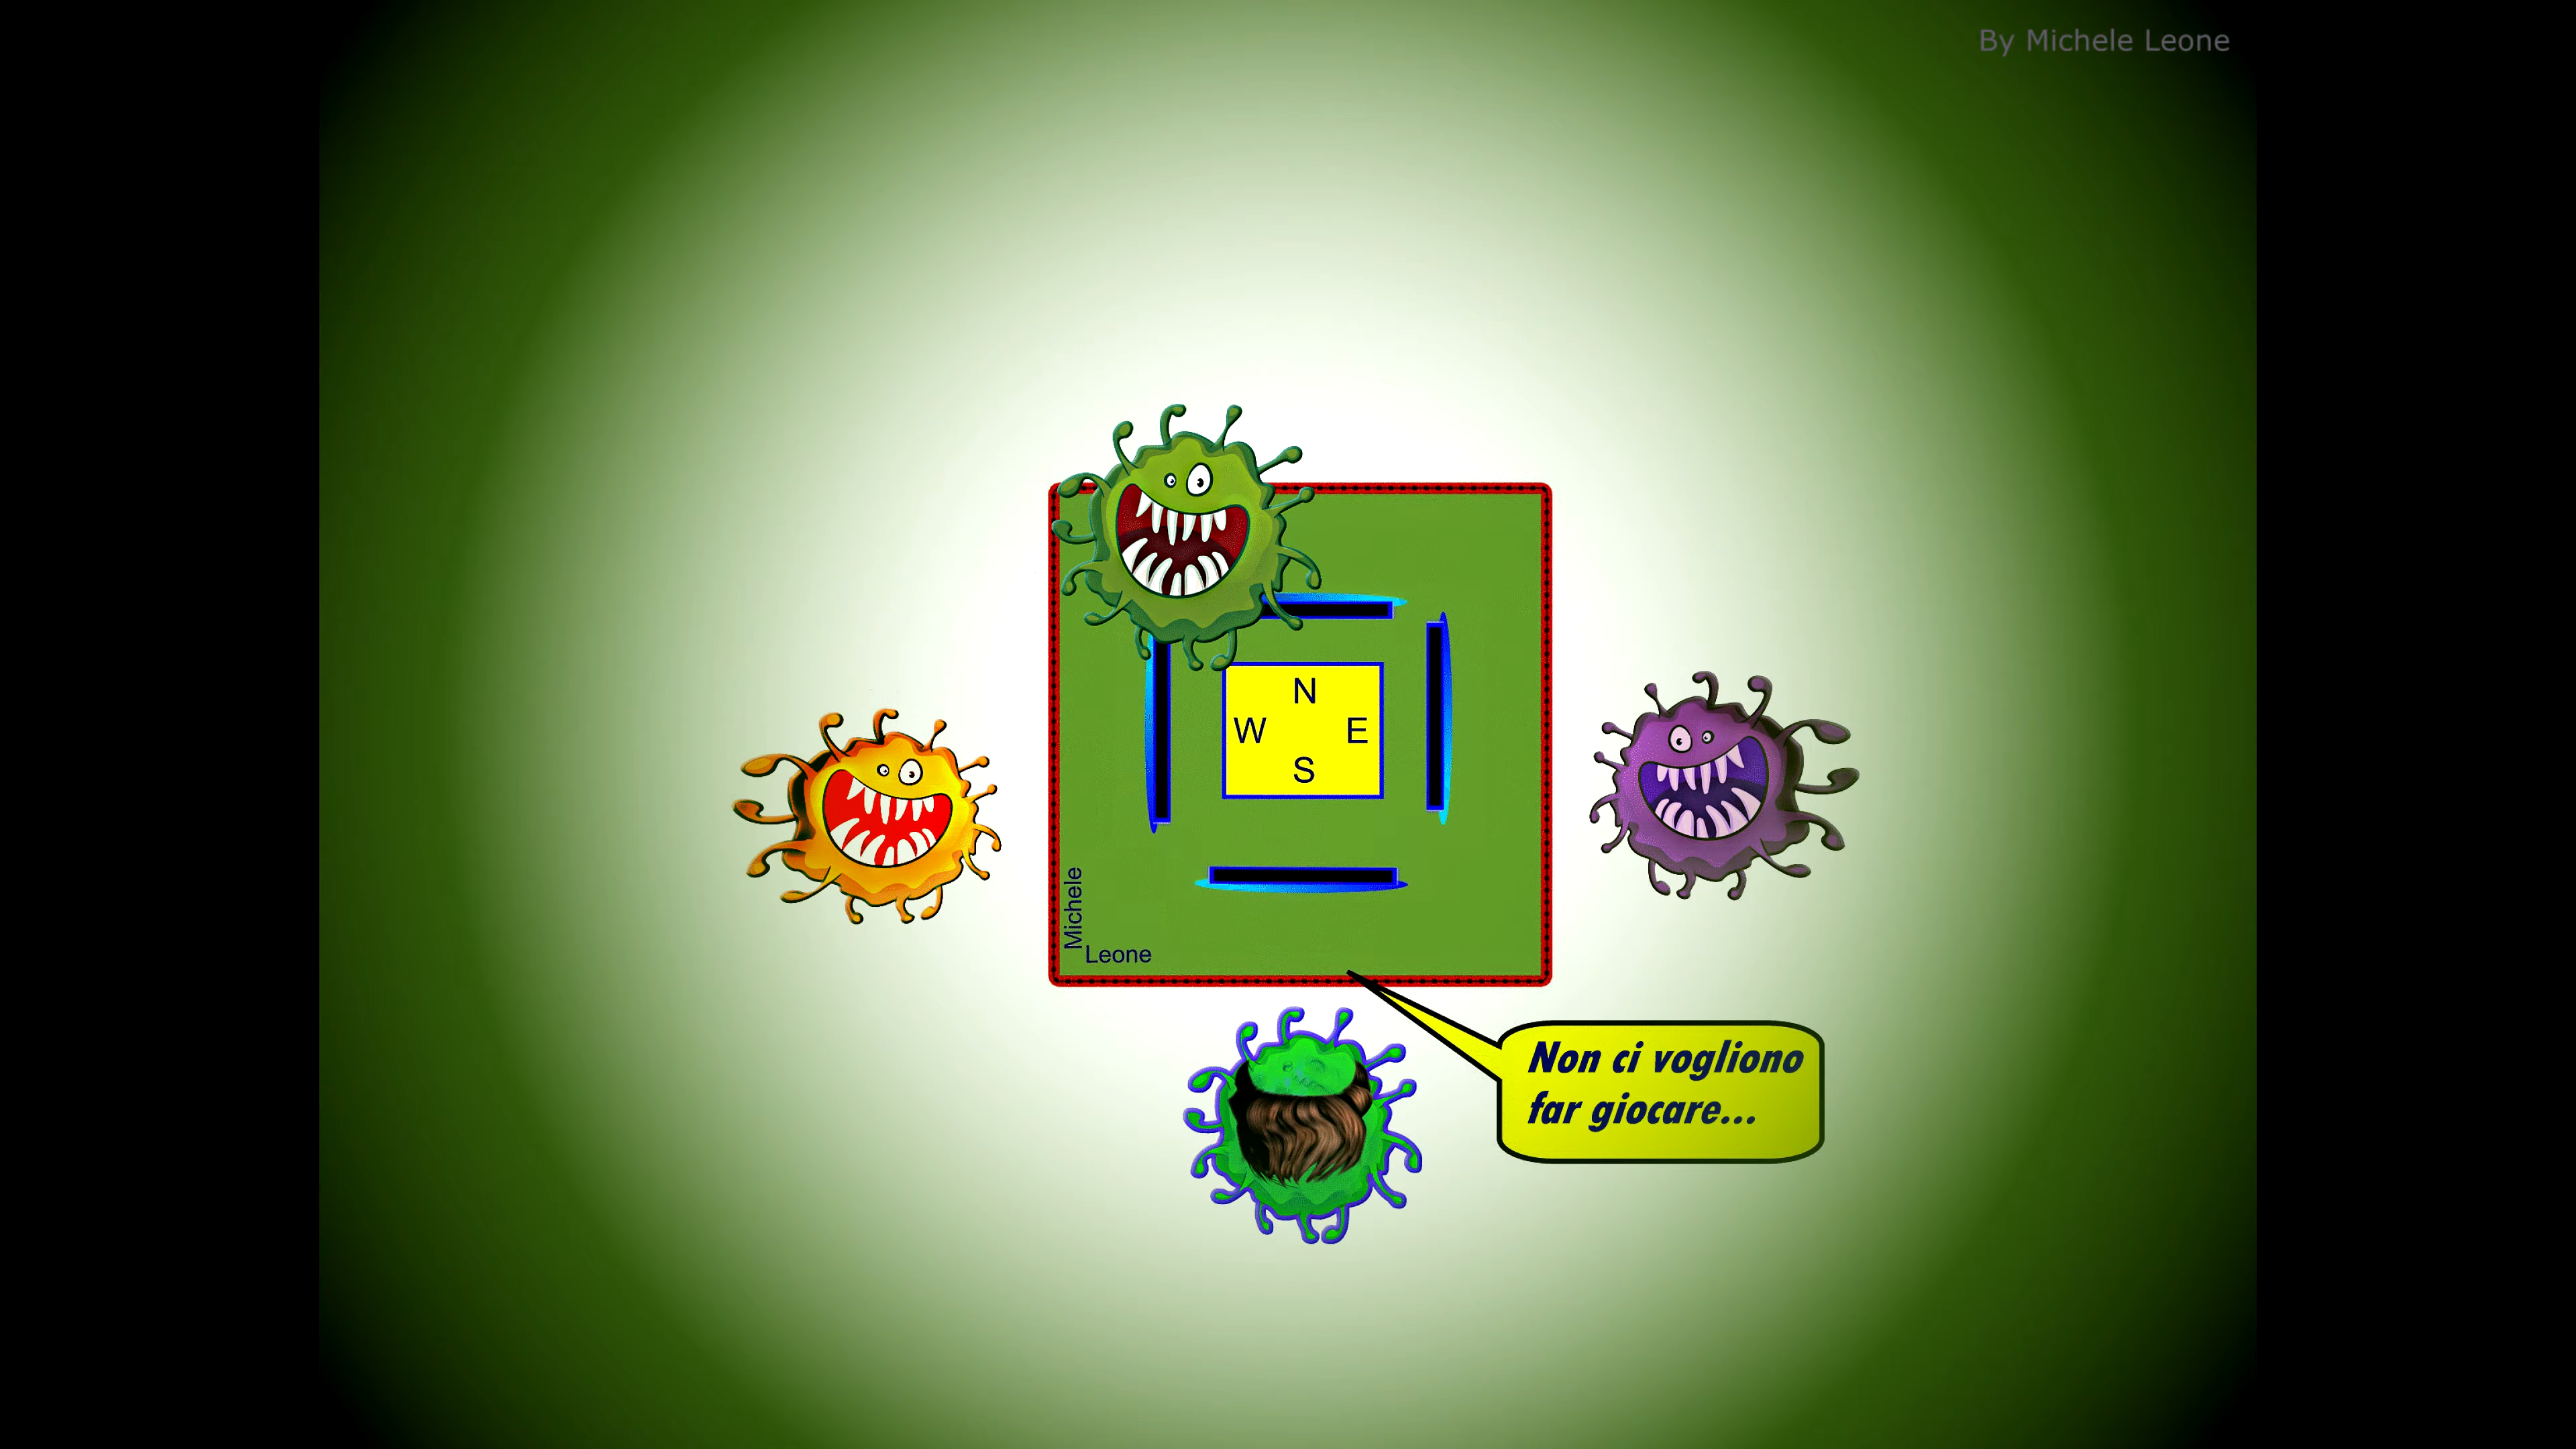 By Michele Leone
N
W E
S
Michele
Leone
Non ci vogliono
far giocare...